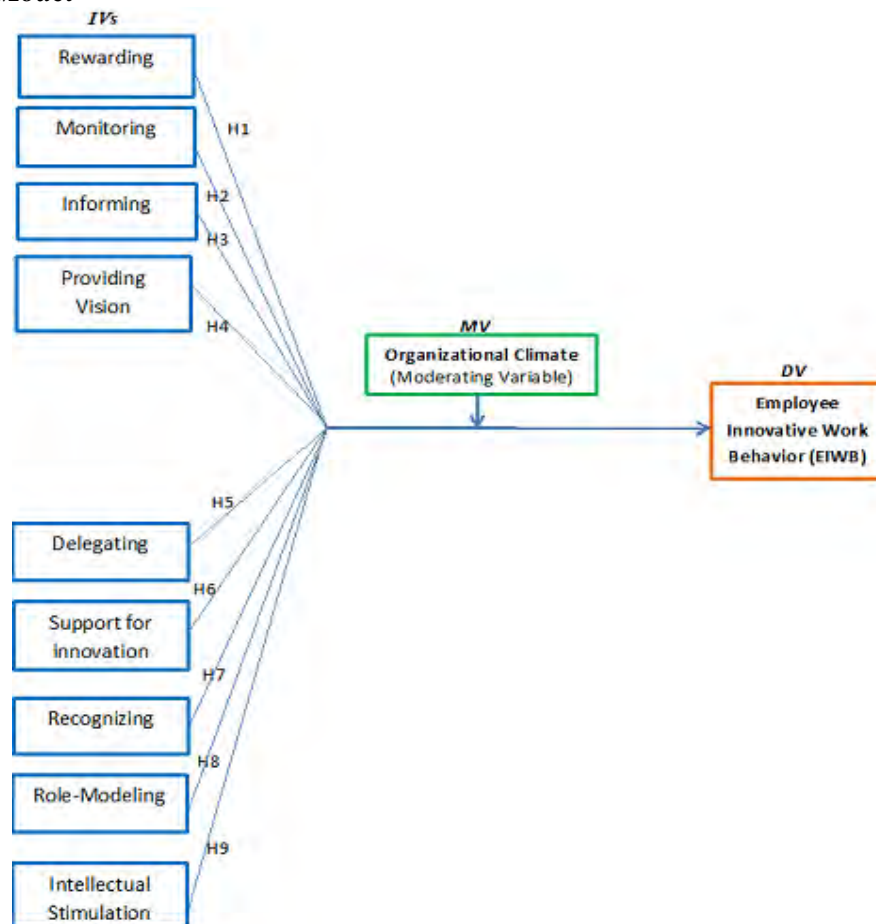 IVs
Rewarding
H1
Monitoring
H2
Informing
H3
Providing
Vision
H4
MV
Organizational Climate
(Moderating Variable)
DV
Employee
Innovative Work
Behavior (EIWB)
H5
Delegating
H6
Support for
innovation
H7
Recognizing
H8
Role-Modeling
H9
Intellectual
Stimulation